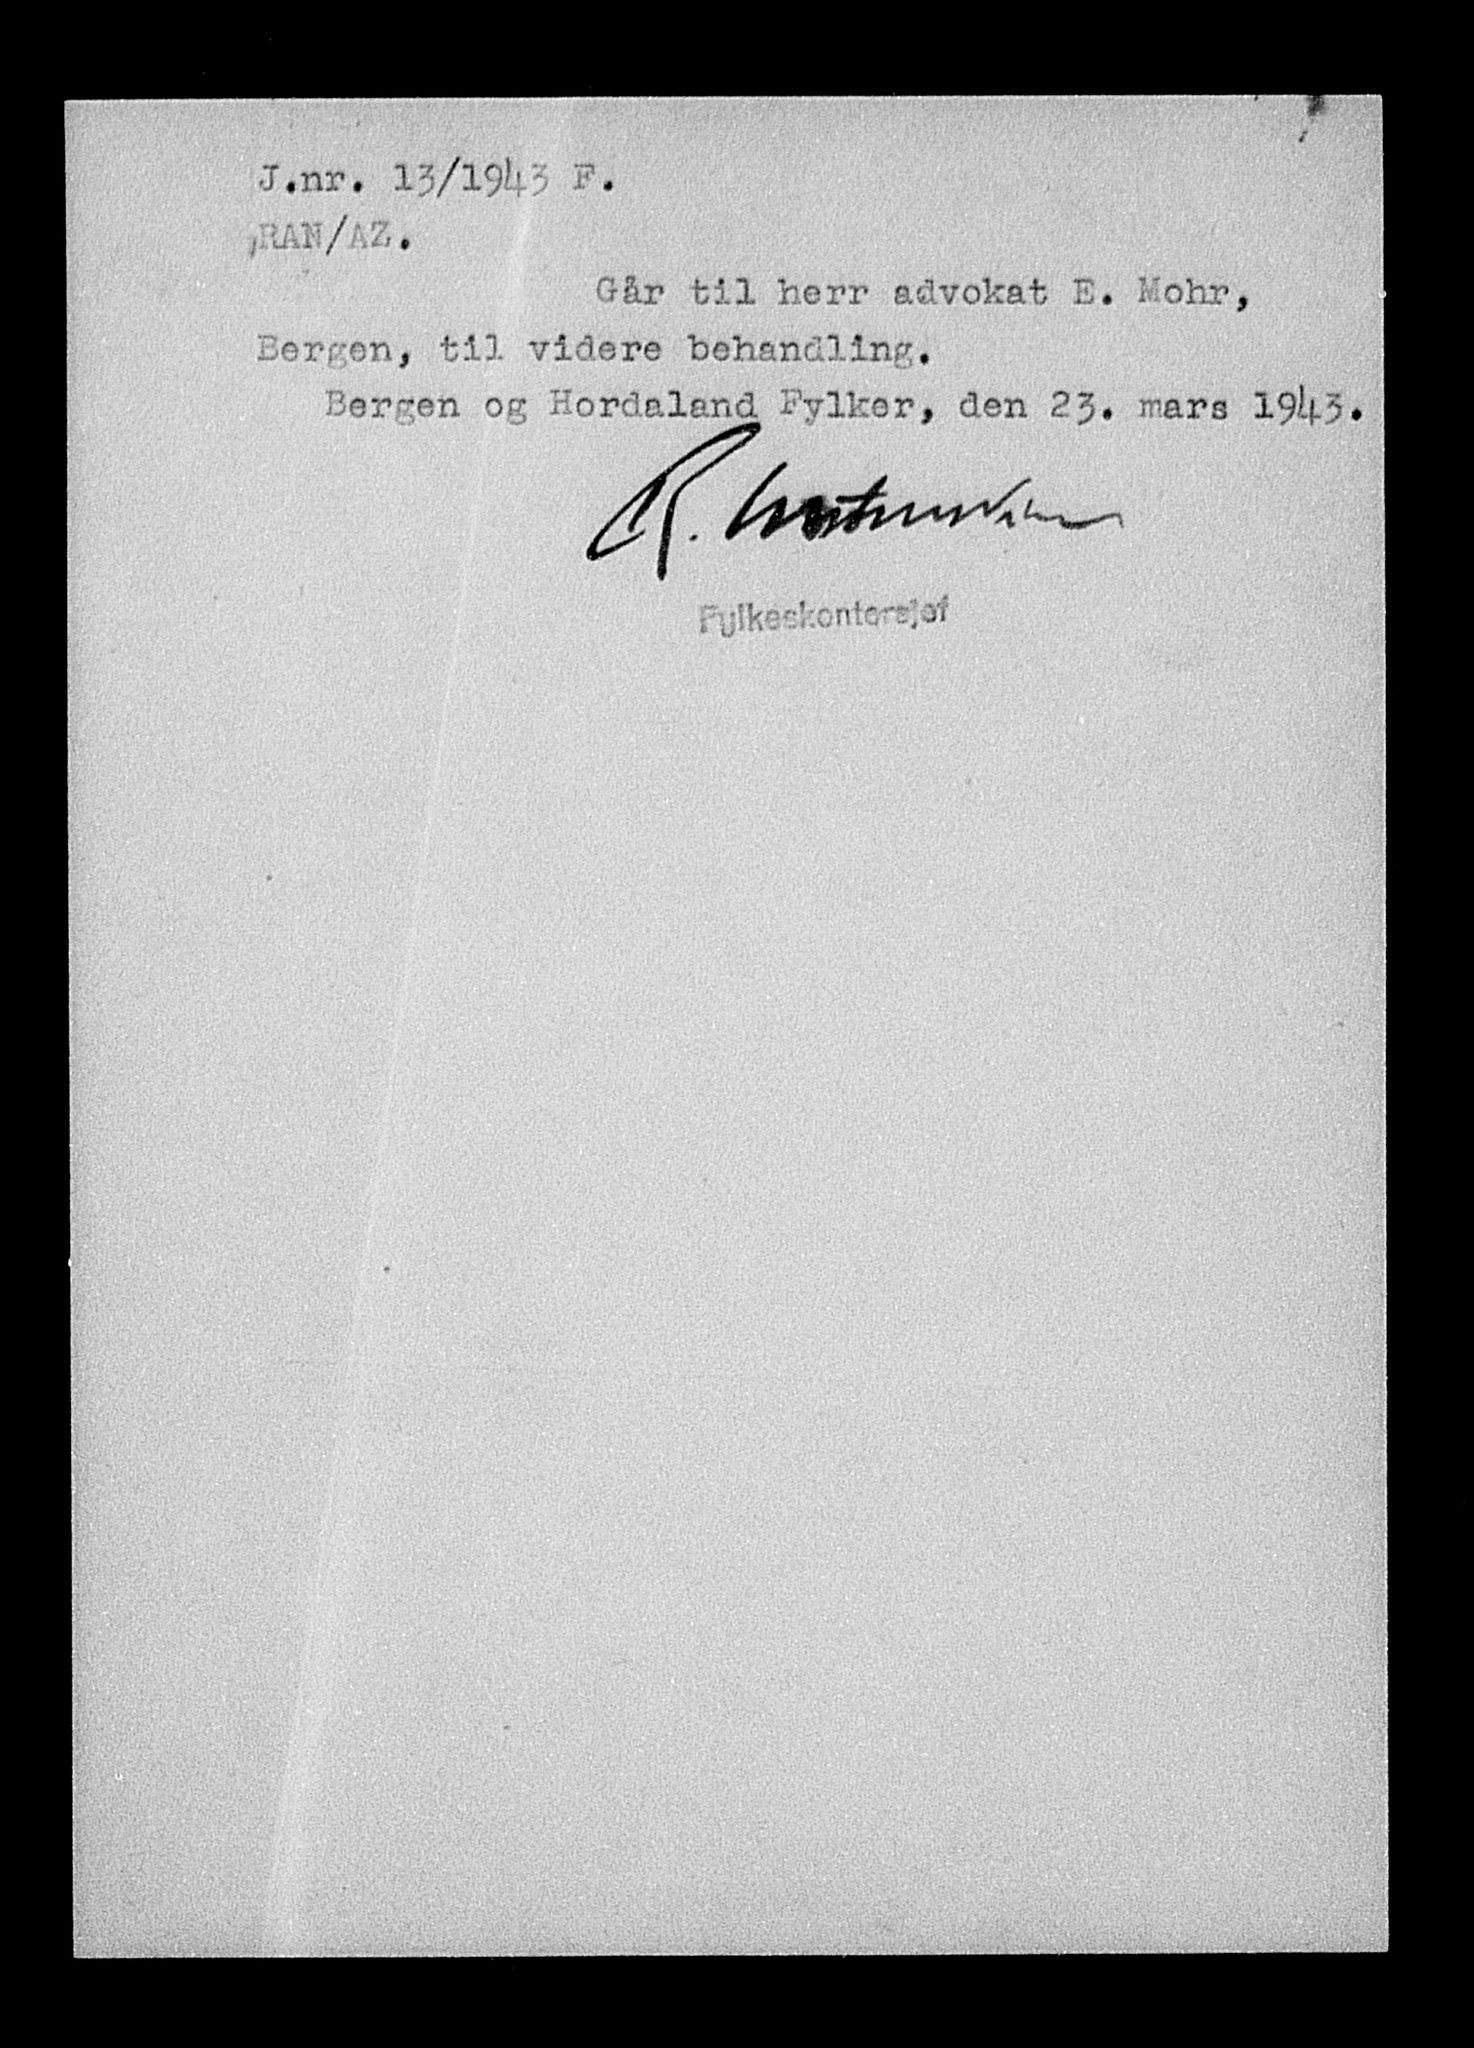 J.nr. 13/1943 F.
RAN/AZ.
Går til herr advokat E. Mohr,
Bergen, til videre behandling.
Bergen og Hordaland Fylker, den 23. mars 1943.
R.
Fylkeskontorsjef